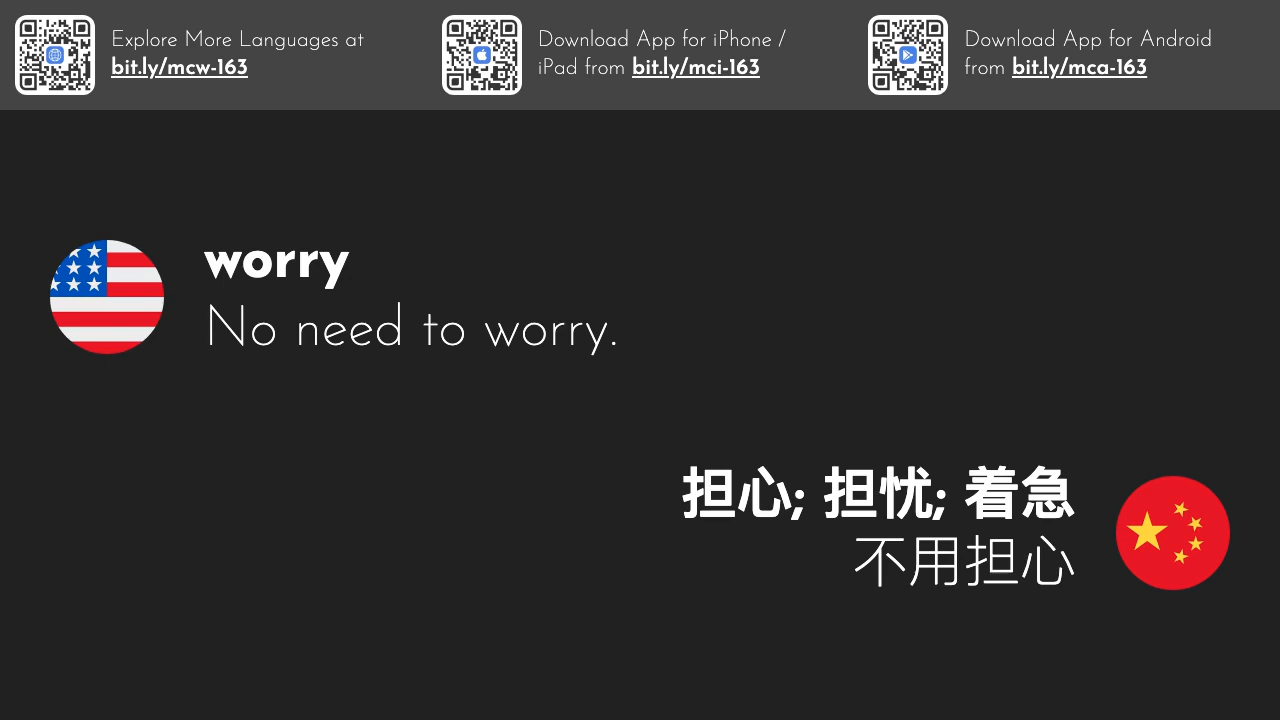 Explore More Languages at
bit.ly/mcw-163
Download App for iPhone /
iPad from bit.ly/mci-163
Download App for Android
from bit.ly/mca-163
worry
No need to worry.
担心; 担忧; 着急
不用担心